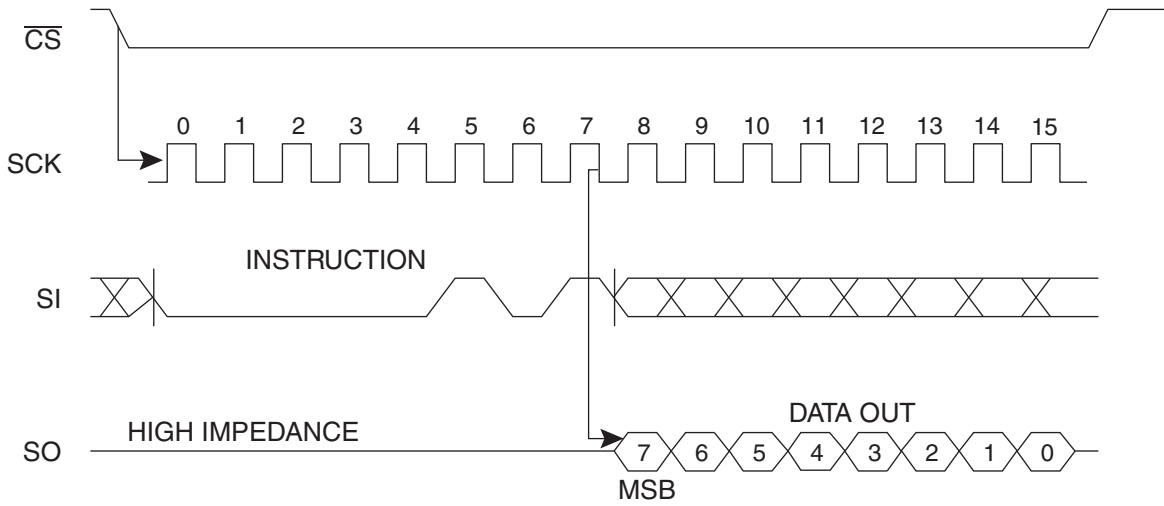 C̅S̅
0 1 2 3 4 5 6 7 8 9 10 11 12 13 14 15
SCK
INSTRUCTION
SI
DATA OUT
HIGH IMPEDANCE
SO
7 6 5 4 3 2 1 0
MSB